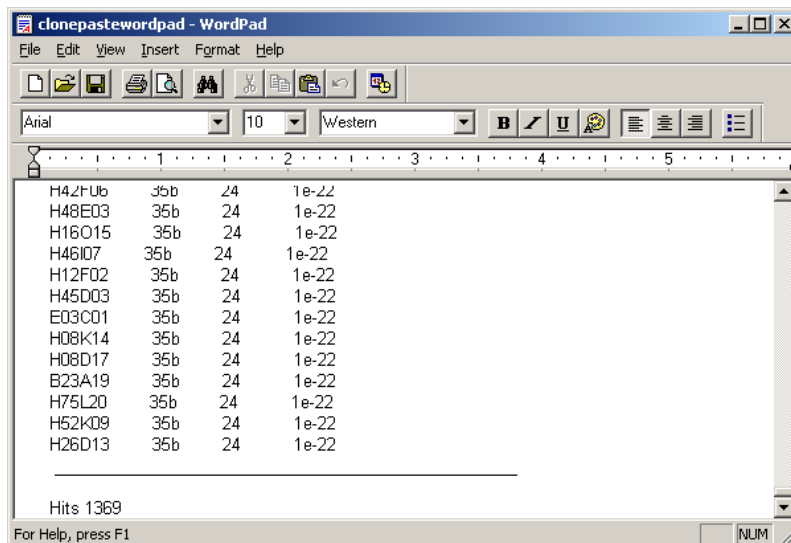 clonepastewordpad - WordPad
File Edit View Insert Format Help
Arial 10 Western B I U
1 2 3 4 5
H42F06 35b 24 1e-22
H48E03 35b 24 1e-22
H16O15 35b 24 1e-22
H46I07 35b 24 1e-22
H12F02 35b 24 1e-22
H45D03 35b 24 1e-22
E03C01 35b 24 1e-22
H08K14 35b 24 1e-22
H08D17 35b 24 1e-22
B23A19 35b 24 1e-22
H75L20 35b 24 1e-22
H52K09 35b 24 1e-22
H26D13 35b 24 1e-22
Hits 1369
For Help, press F1 NUM